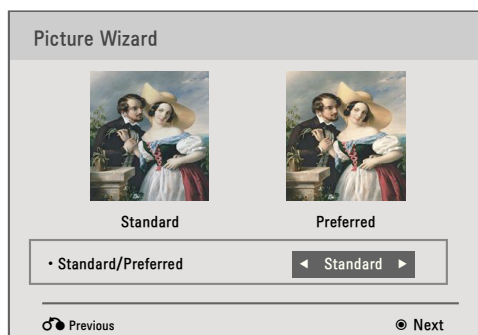 Picture Wizard
Standard Preferred
• Standard/Preferred ◄ Standard ►
Previous ◉ Next